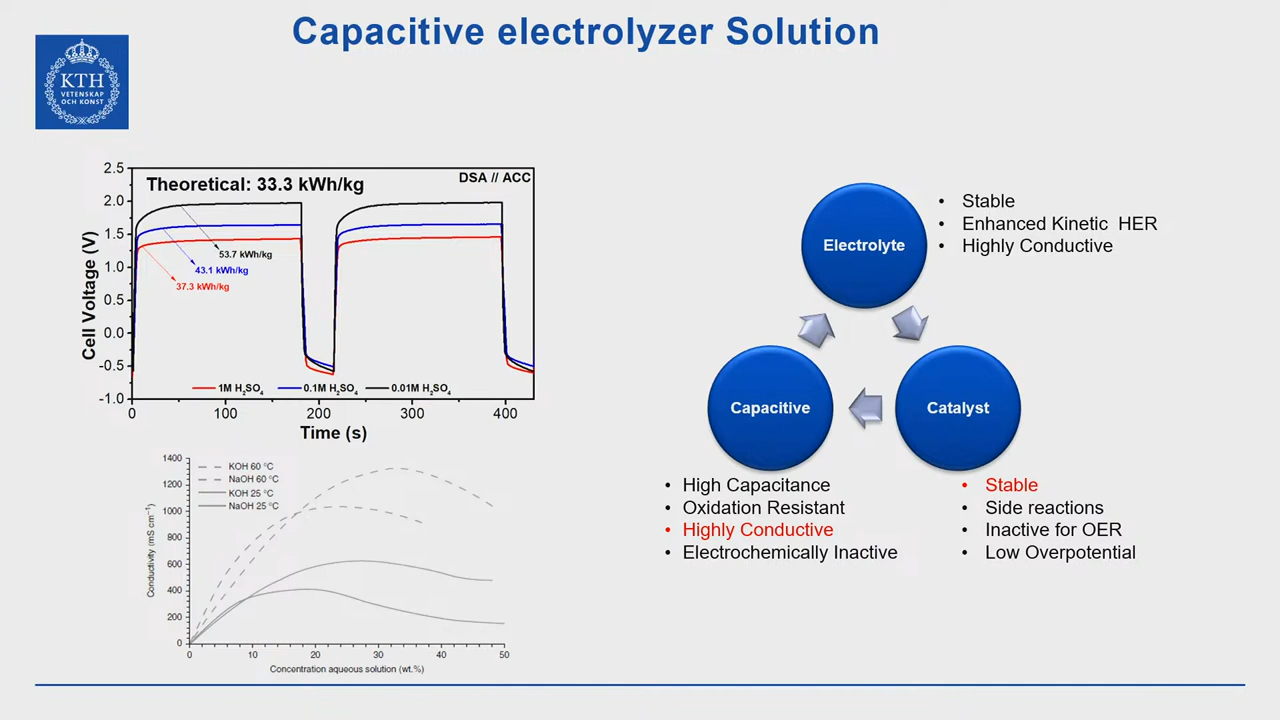 Capacitive electrolyzer Solution
KTH
VETENSKAP
OCH KONST
Theoretical: 33.3 kWh/kg
DSA // ACC
2.5
2.0
1.5
1.0
0.5
0.0
-0.5
-1.0
Cell Voltage (V)
53.7 kWh/kg
43.1 kWh/kg
37.3 kWh/kg
1M H₂SO₄
0.1M H₂SO₄
0.01M H₂SO₄
0 100 200 300 400
Time (s)
1400
1200
1000
800
600
400
200
0
Conductivity (mS cm⁻¹)
KOH 60 °C
NaOH 60 °C
KOH 25 °C
NaOH 25 °C
0 10 20 30 40 50
Concentration aqueous solution (wt.%)
Electrolyte
• Stable
• Enhanced Kinetic HER
• Highly Conductive
Capacitive
Catalyst
• High Capacitance
• Oxidation Resistant
• Highly Conductive
• Electrochemically Inactive
• Stable
• Side reactions
• Inactive for OER
• Low Overpotential